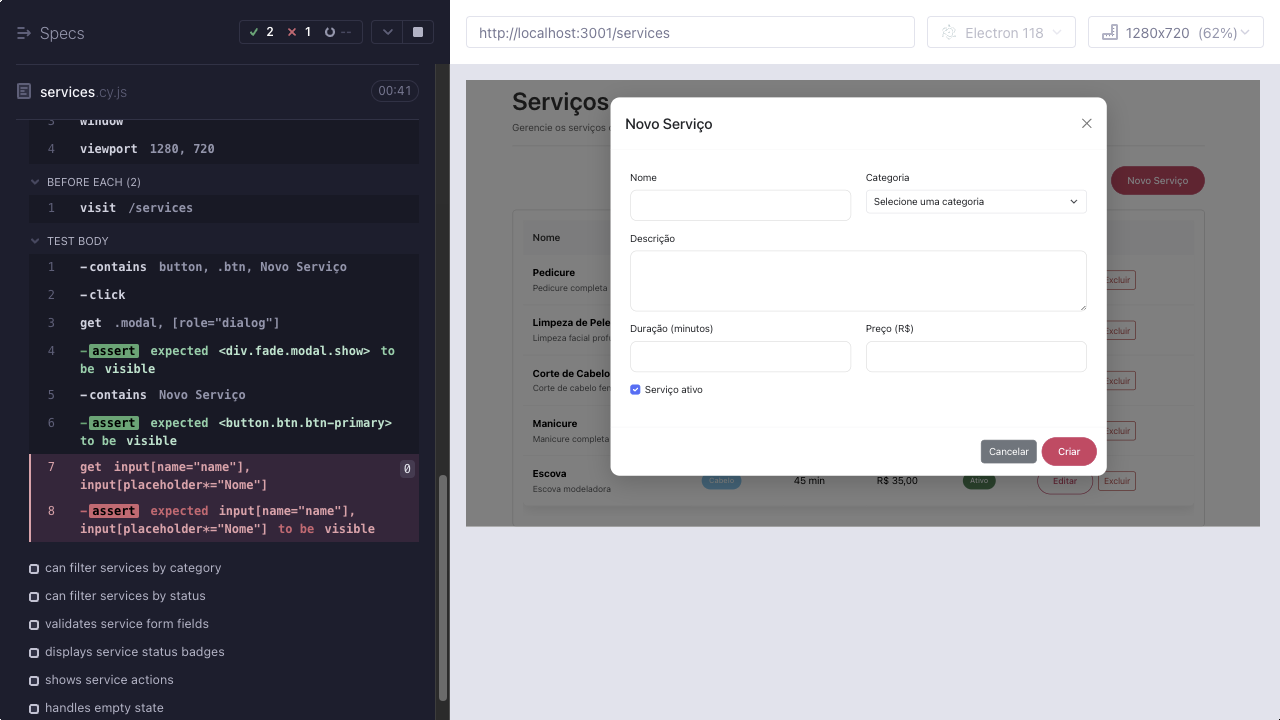 Specs
2
1
--
services.cy.js
00:41
3 window
4 viewport 1280, 720
BEFORE EACH (2)
1 visit /services
TEST BODY
1 -contains button, .btn, Novo Serviço
2 -click
3 get .modal, [role="dialog"]
4 -assert expected <div.fade.modal.show> to
be visible
5 -contains Novo Serviço
6 -assert expected <button.btn.btn-primary>
to be visible
7 get input[name="name"], 0
input[placeholder*="Nome"]
8 -assert expected input[name="name"],
input[placeholder*="Nome"] to be visible
can filter services by category
can filter services by status
validates service form fields
displays service status badges
shows service actions
handles empty state
http://localhost:3001/services
Electron 118
1280x720 (62%)
Serviços
Gerencie os serviços
Novo Serviço
Nome
Pedicure
Pedicure completa
Excluir
Limpeza de Pele
Limpeza facial
Corte de Cabelo
Corte de cabelo
Excluir
Manicure
Manicure completa
Excluir
Escova
Escova modeladora
Cabelo
45 min
R$ 35,00
Ativo
Editar
Excluir
Novo Serviço
Nome
Categoria
Selecione uma categoria
Descrição
Duração (minutos)
Preço (R$)
Serviço ativo
Cancelar
Criar